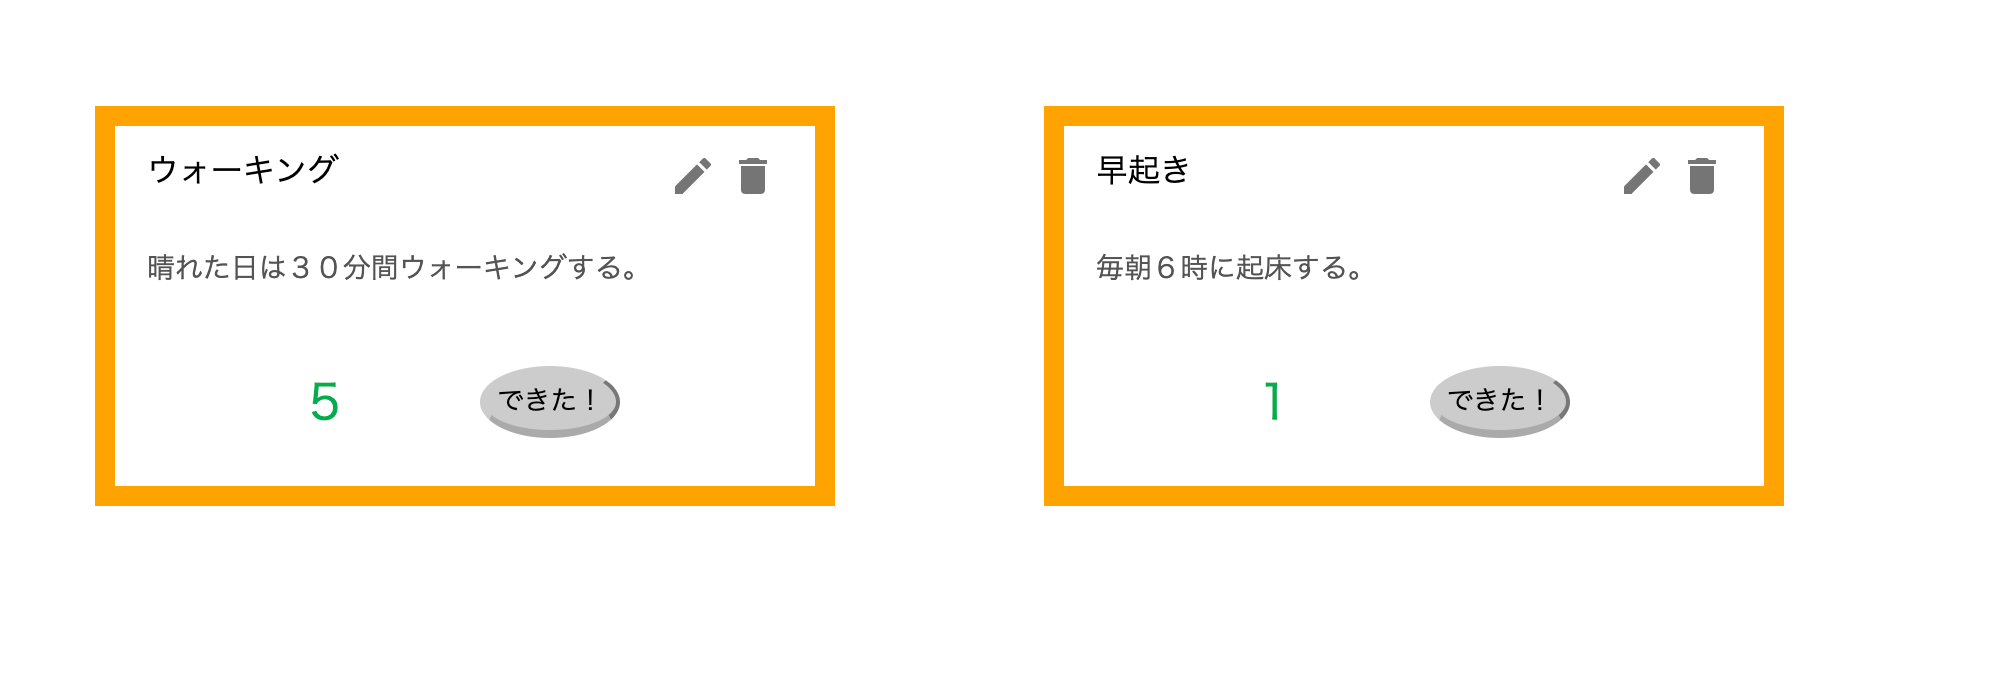 ウォーキング
晴れた日は３０分間ウォーキングする。
5
できた！
早起き
毎朝６時に起床する。
1
できた！